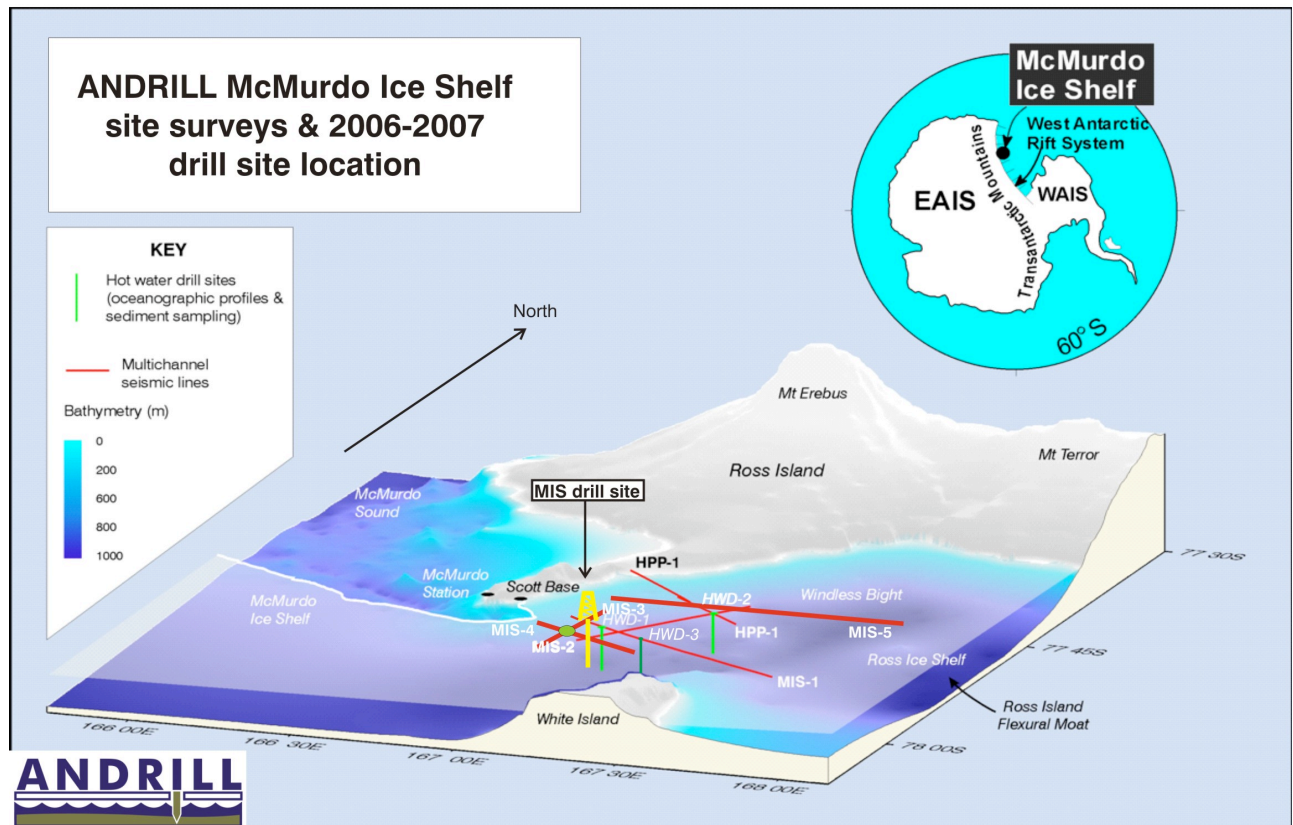 ANDRILL McMurdo Ice Shelf
site surveys & 2006-2007
drill site location
McMurdo
Ice Shelf
West Antarctic
Rift System
EAIS
WAIS
Transantarctic Mountains
60° S
KEY
Hot water drill sites
(oceanographic profiles &
sediment sampling)
Multichannel
seismic lines
Bathymetry (m)
0
200
600
800
1000
North
Mt Erebus
Ross Island
Mt Terror
MIS drill site
McMurdo
Sound
McMurdo
Station
Scott Base
McMurdo
Ice Shelf
HPP-1
HWD-2
Windless Bight
MIS-3
HWD-1
MIS-4
HWD-3
HPP-1
MIS-5
MIS-2
Ross Ice Shelf
MIS-1
White Island
Ross Island
Flexural Moat
77 30S
77 45S
78 00S
166 00E
166 30E
167 00E
167 30E
168 00E
ANDRILL